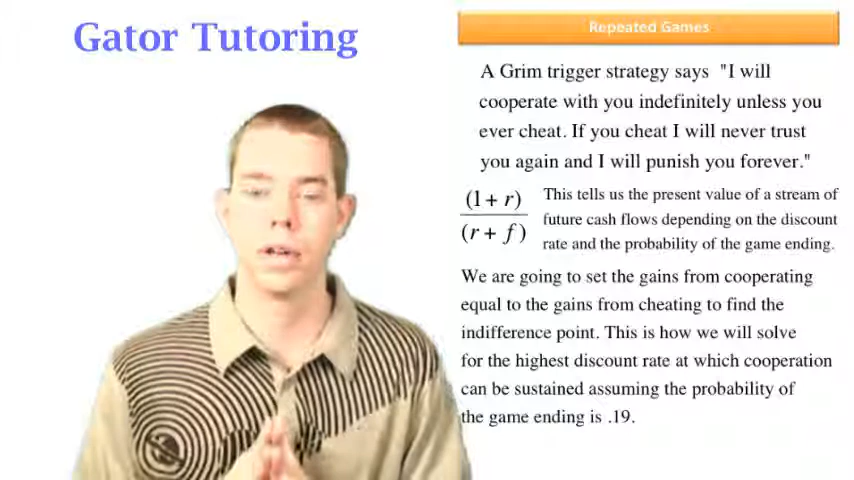 Gator Tutoring
Repeated Games
A Grim trigger strategy says "I will
cooperate with you indefinitely unless you
ever cheat. If you cheat I will never trust
you again and I will punish you forever."
(1 + r)
(r + f)
This tells us the present value of a stream of
future cash flows depending on the discount
rate and the probability of the game ending.
We are going to set the gains from cooperating
equal to the gains from cheating to find the
indifference point. This is how we will solve
for the highest discount rate at which cooperation
can be sustained assuming the probability of
the game ending is .19.